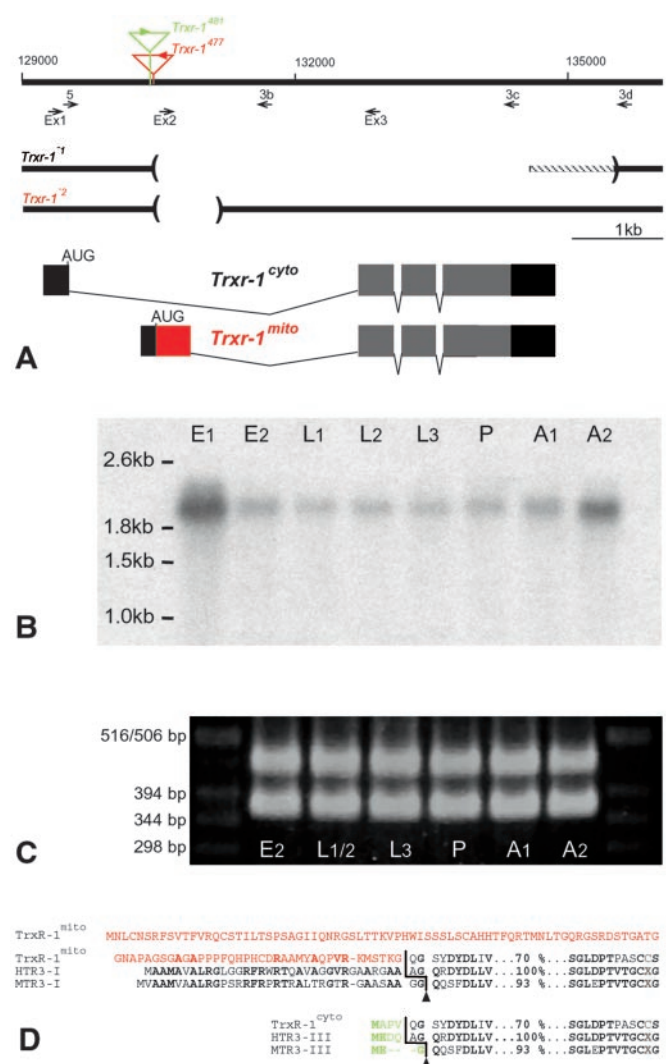 Trxr-1^481
Trxr-1^477
129000 132000 135000
5 3b 3c 3d
Ex1 Ex2 Ex3
Trxr-1^-1
Trxr-1^-2
1kb
AUG
Trxr-1^cyto
AUG
Trxr-1^mito
A
E1 E2 L1 L2 L3 P A1 A2
2.6kb
1.8kb
1.5kb
1.0kb
B
516/506 bp
394 bp
344 bp
298 bp
E2 L1/2 L3 P A1 A2
C
TrxR-1^mito MNLCNSRFSVTFVRQCSTILTSPSAGIIQNRGSLTTKVPHWISSSLSCAHHTFQRTMNLTGQRGSRDSTGATG
TrxR-1^mito GNAPAGSGAGAPPPFQHPHCDRAAMYAQPVR-KMSTKG QG SYDYDLIV...70 %...SGLDPTPASCCS
HTR3-I MAAMAVALRGLGGRFRWRTQAVAGGVRGAARGAA AG QRDYDLLV...100%...SGLDPTVTGCXG
MTR3-I MVAAMVAALRGPSRRFRPRTRALTRGTR-GAASAA GG QQSFDLLV...93 %...SGLEPTVTGCXG
TrxR-1^cyto MAPV QG SYDYDLIV...70 %...SGLDPTPASCCS
HTR3-III MEDQ AG QRDYDLLV...100%...SGLDPTVTGCXG
MTR3-III G QQSFDLLV...93 %...SGLEPTVTGCXG
D